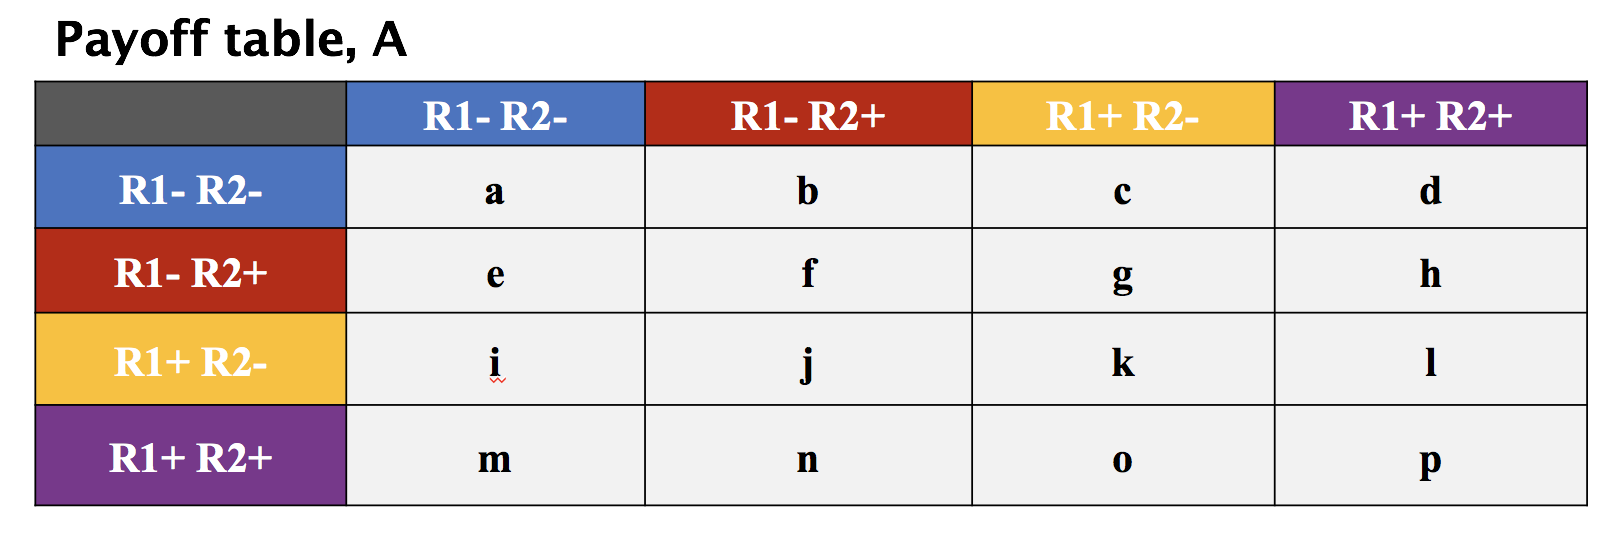 Payoff table, A
R1- R2- R1- R2+ R1+ R2- R1+ R2+
R1- R2- a b c d
R1- R2+ e f g h
R1+ R2- i j k l
R1+ R2+ m n o p